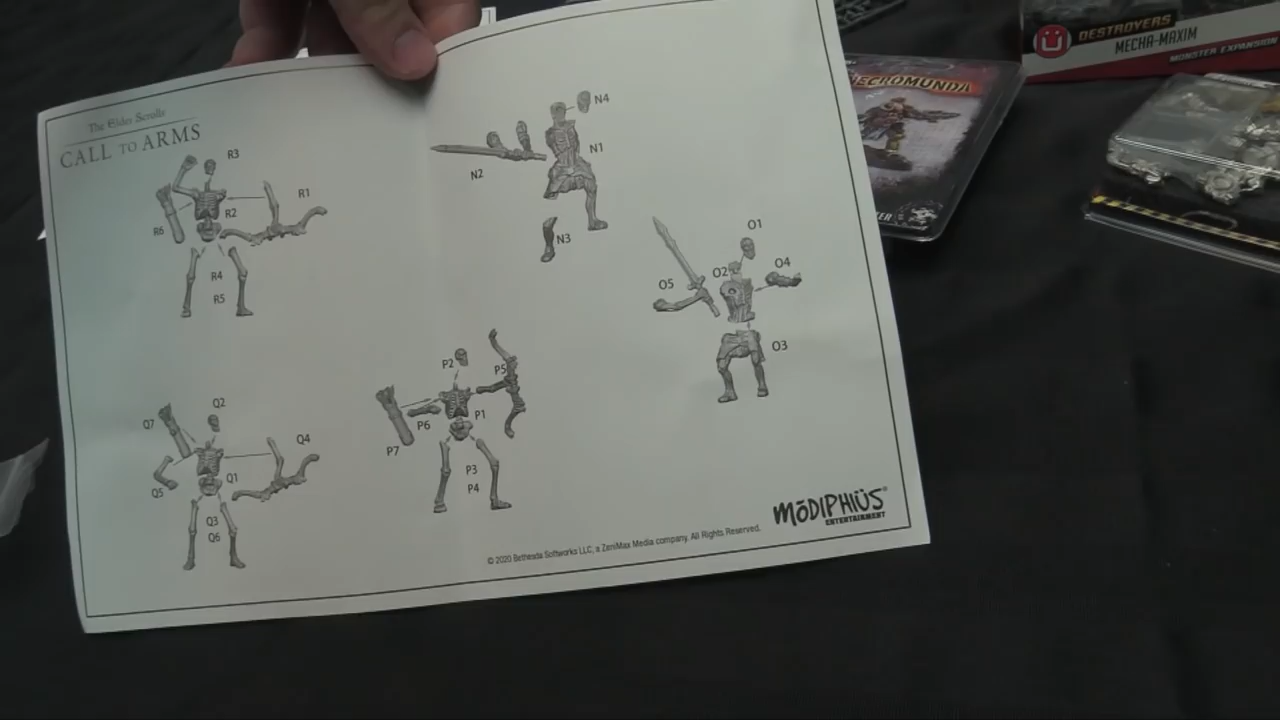 The Elder Scrolls
CALL TO ARMS
R3
R1
R2
R6
R4
R5
N4
N1
N2
N3
O1
O4
O2
O5
O3
Q2
Q7
Q4
Q1
Q5
Q3
Q6
P2
P5
P1
P6
P7
P3
P4
MŌDIPHIÜS®
ENTERTAINMENT
© 2020 Bethesda Softworks LLC, a ZeniMax Media company. All Rights Reserved.
DESTROYERS
MECHA-MAXIM
MONSTER EXPANSION
NECROMUNDA